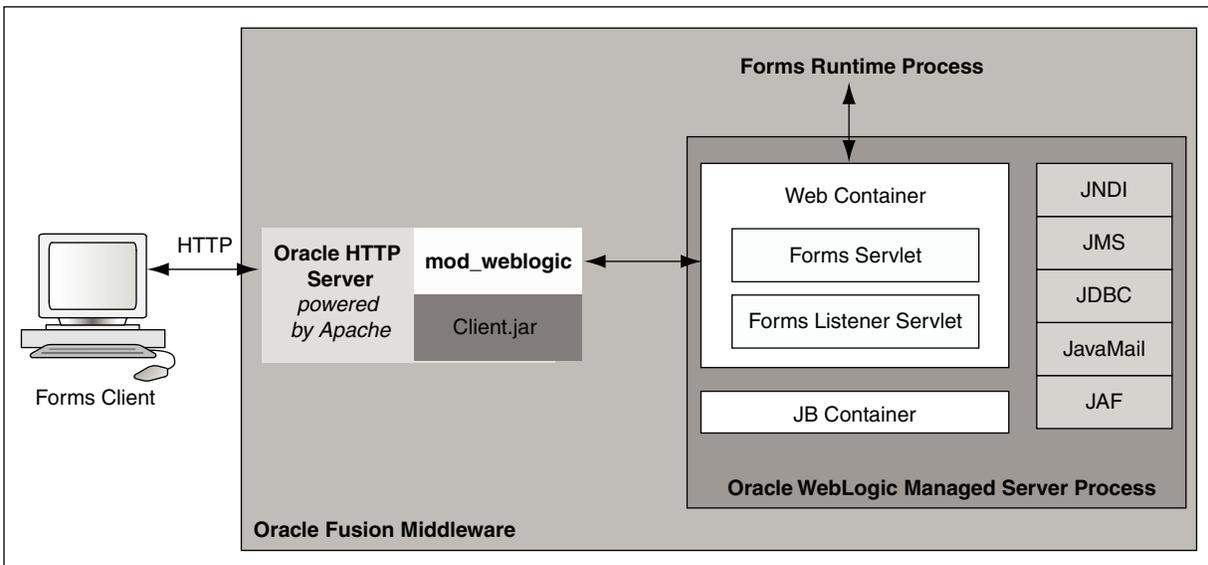 Forms Runtime Process
HTTP
Forms Client
Oracle HTTP
Server
powered
by Apache
mod_weblogic
Client.jar
Web Container
Forms Servlet
Forms Listener Servlet
JB Container
JNDI
JMS
JDBC
JavaMail
JAF
Oracle WebLogic Managed Server Process
Oracle Fusion Middleware